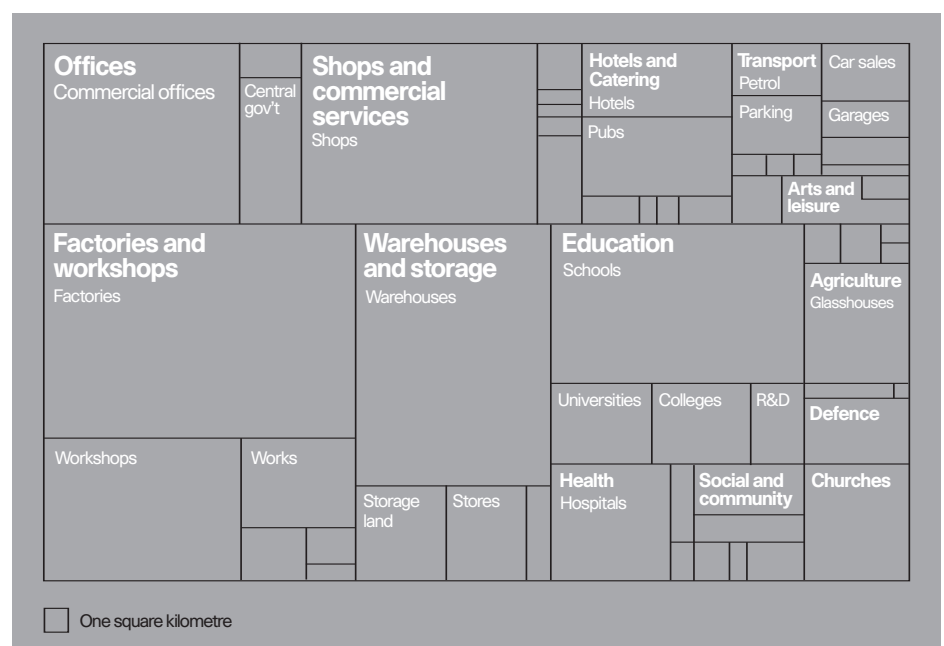 Offices
Commercial offices
Central
gov't
Shops and
commercial
services
Shops
Hotels and
Catering
Hotels
Pubs
Transport
Petrol
Parking
Car sales
Garages
Arts and
leisure
Factories and
workshops
Factories
Workshops
Works
Warehouses
and storage
Warehouses
Storage
land
Stores
Education
Schools
Universities
Colleges
R&D
Agriculture
Glasshouses
Defence
Health
Hospitals
Social and
community
Churches
One square kilometre